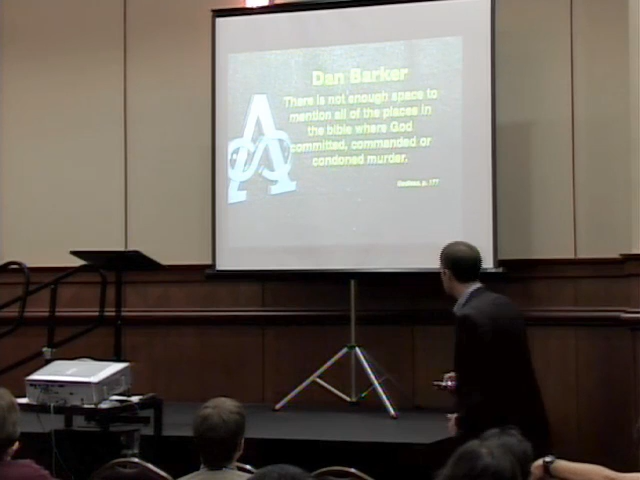 Dan Barker
There is not enough space to
mention all of the places in
the bible where God
committed, commanded or
condoned murder.
p. 177